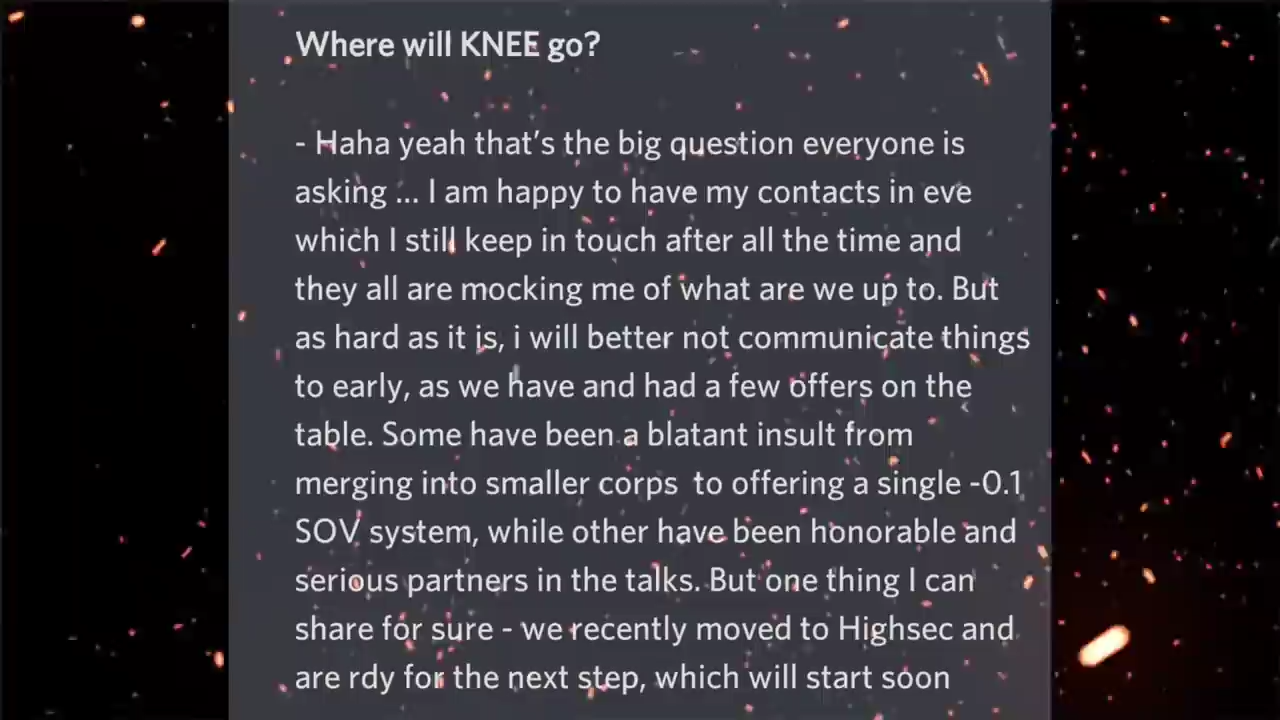 Where will KNEE go?
- Haha yeah that's the big question everyone is
asking ... I am happy to have my contacts in eve
which I still keep in touch after all the time and
they all are mocking me of what are we up to. But
as hard as it is, i will better not communicate things
to early, as we have and had a few offers on the
table. Some have been a blatant insult from
merging into smaller corps  to offering a single -0.1
SOV system, while other have been honorable and
serious partners in the talks. But one thing I can
share for sure - we recently moved to Highsec and
are rdy for the next step, which will start soon